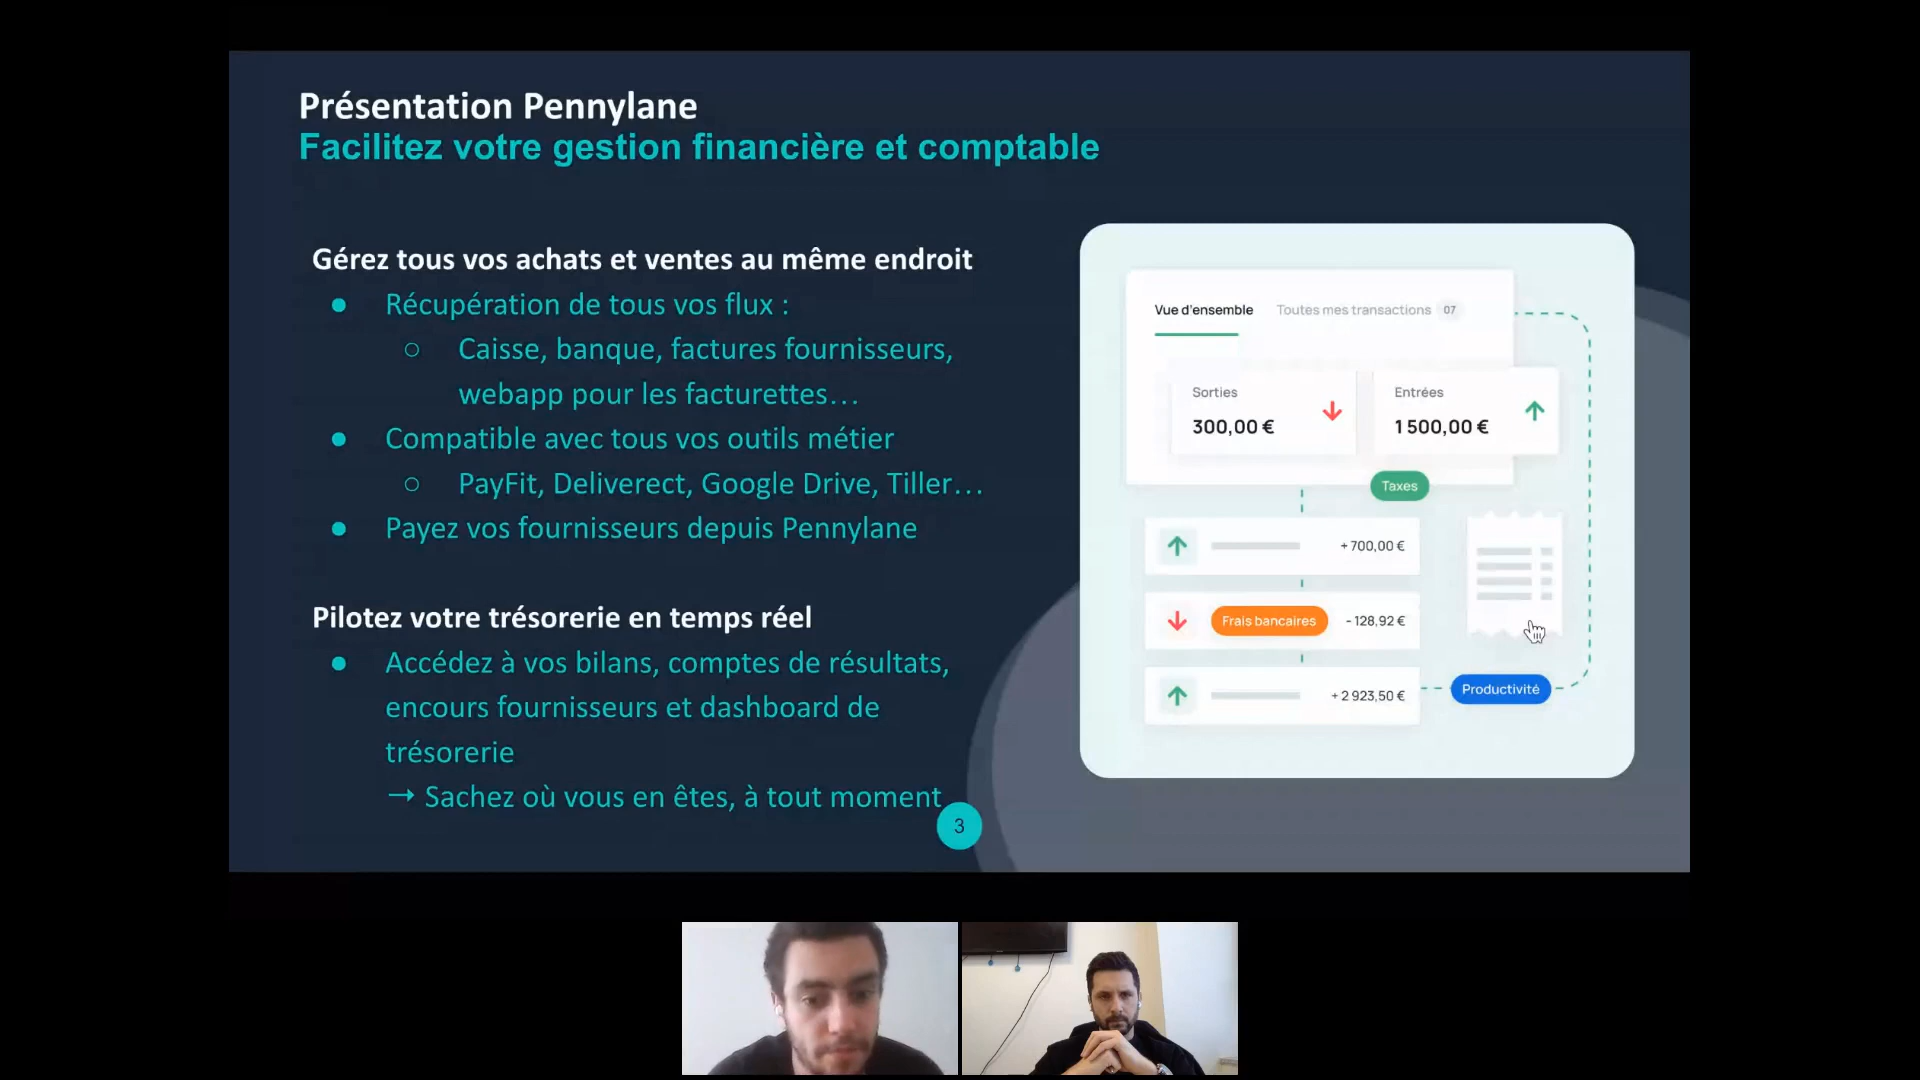 Présentation Pennylane
Facilitez votre gestion financière et comptable
Gérez tous vos achats et ventes au même endroit
● Récupération de tous vos flux :
○ Caisse, banque, factures fournisseurs,
webapp pour les facturettes…
● Compatible avec tous vos outils métier
○ PayFit, Deliverect, Google Drive, Tiller…
● Payez vos fournisseurs depuis Pennylane
Pilotez votre trésorerie en temps réel
● Accédez à vos bilans, comptes de résultats,
encours fournisseurs et dashboard de
trésorerie
→ Sachez où vous en êtes, à tout moment
3
Vue d'ensemble Toutes mes transactions 07
Sorties
300,00 €
Entrées
1 500,00 €
Taxes
+ 700,00 €
Frais bancaires - 128,92 €
+ 2 923,50 €
Productivité